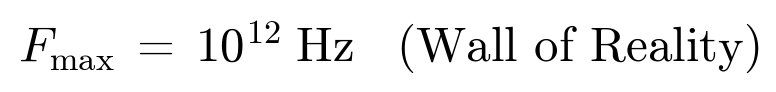 F_max = 10^12 Hz (Wall of Reality)